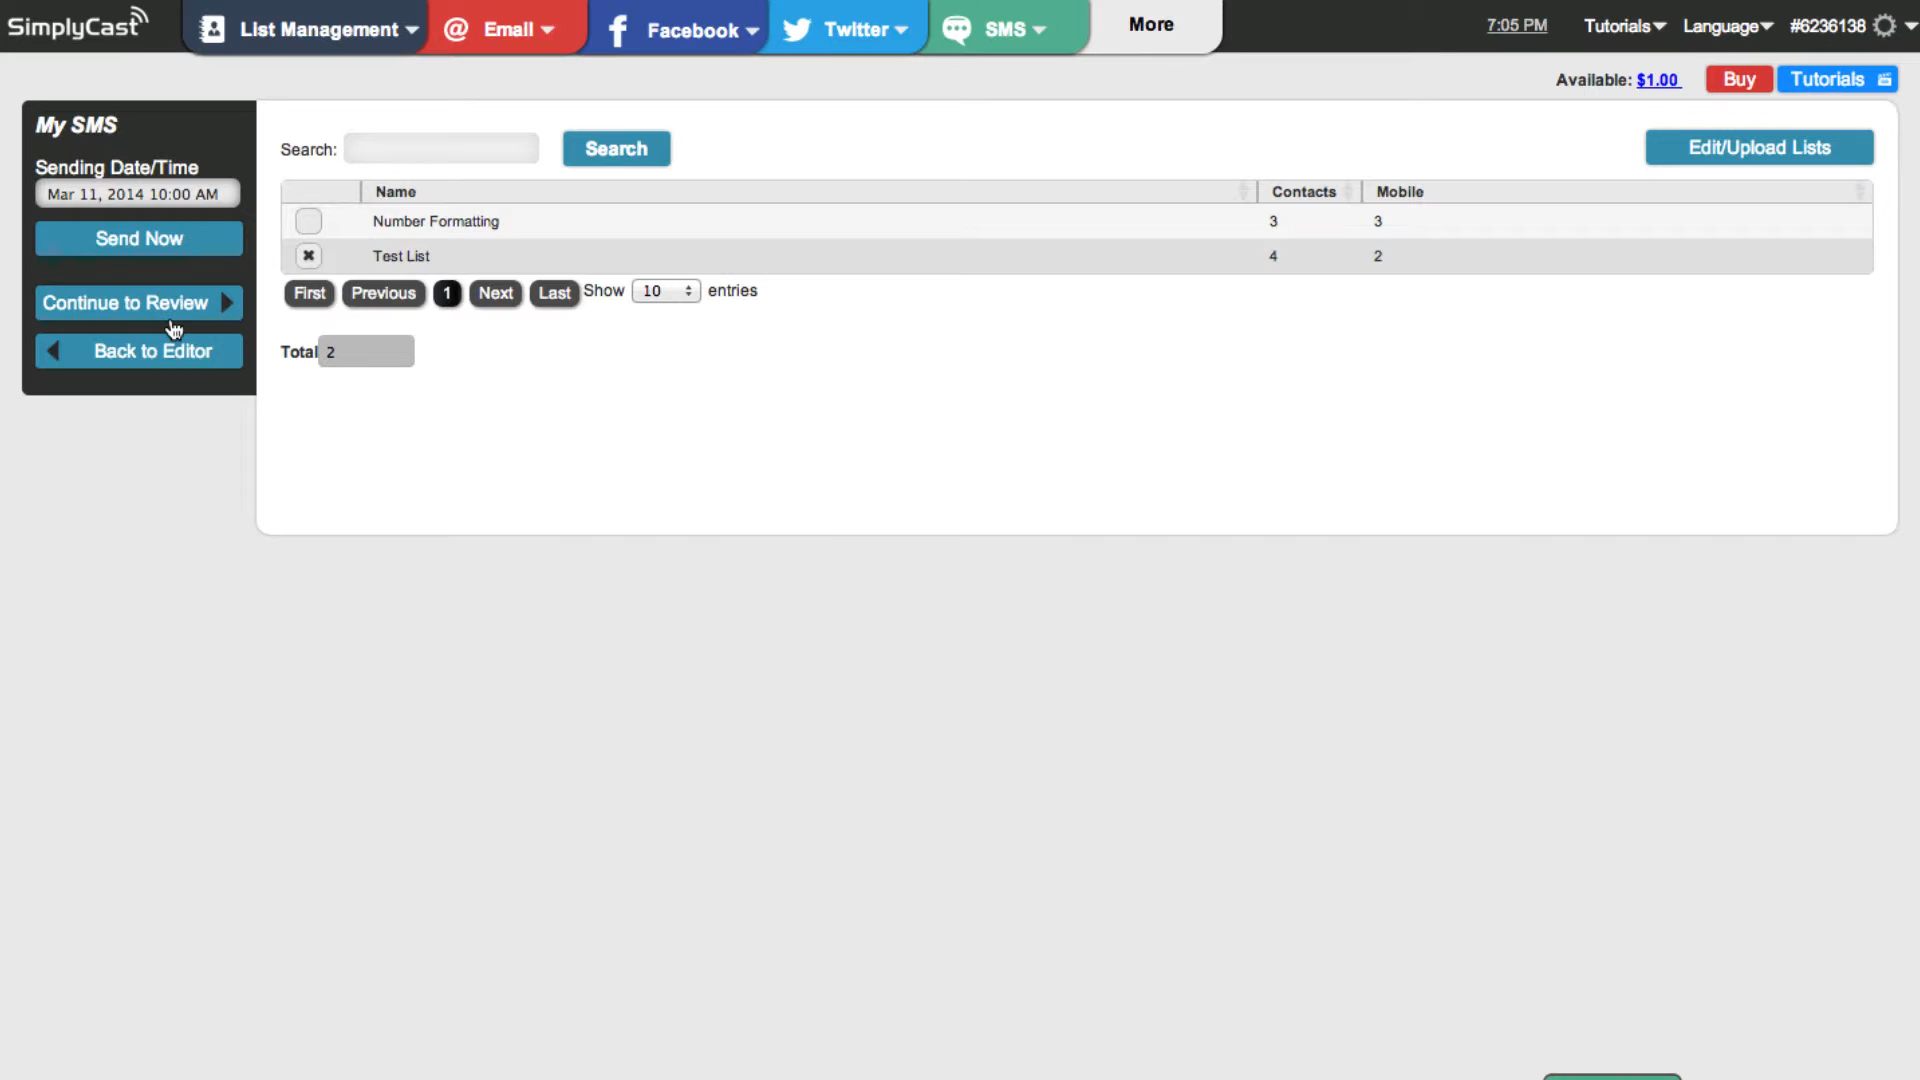 SimplyCast List Management Email Facebook Twitter SMS More 7:05 PM Tutorials Language #6236138
Available: $1.00 Buy Tutorials
My SMS
Sending Date/Time
Mar 11, 2014 10:00 AM
Send Now
Continue to Review
Back to Editor
Search: Search Edit/Upload Lists
Name Contacts Mobile
Number Formatting 3 3
Test List 4 2
First Previous 1 Next Last Show 10 entries
Total 2